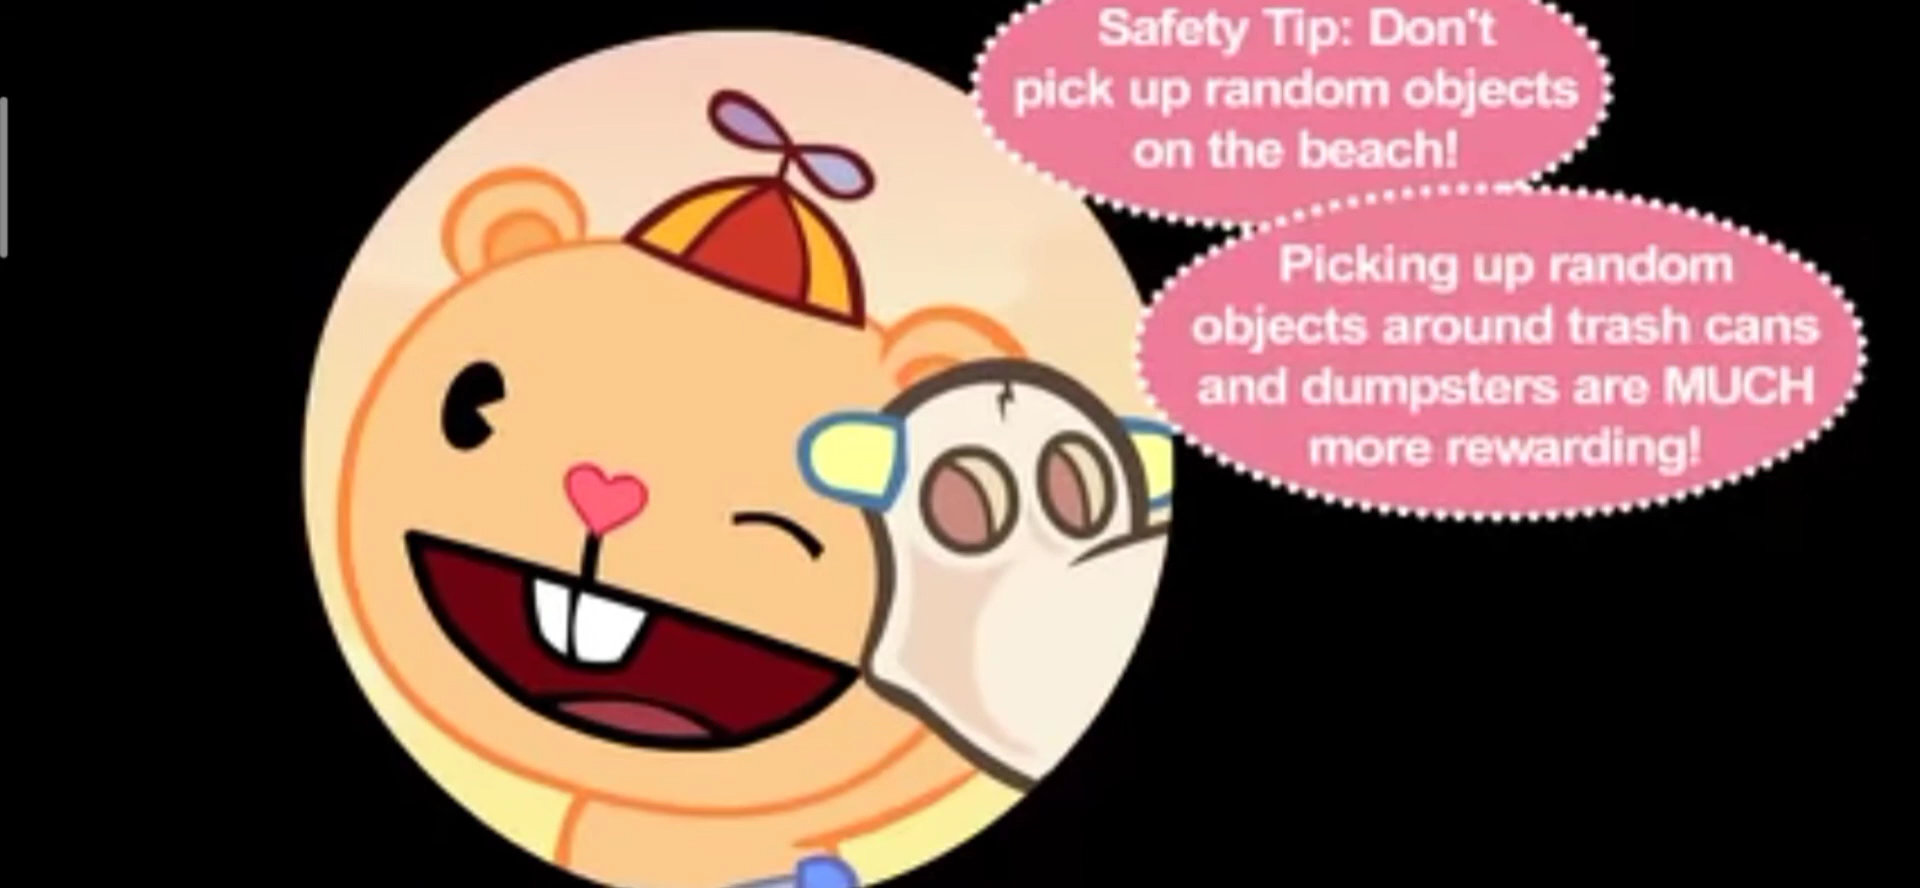 Safety Tip: Don't
pick up random objects
on the beach!
Picking up random
objects around trash cans
and dumpsters are MUCH
more rewarding!